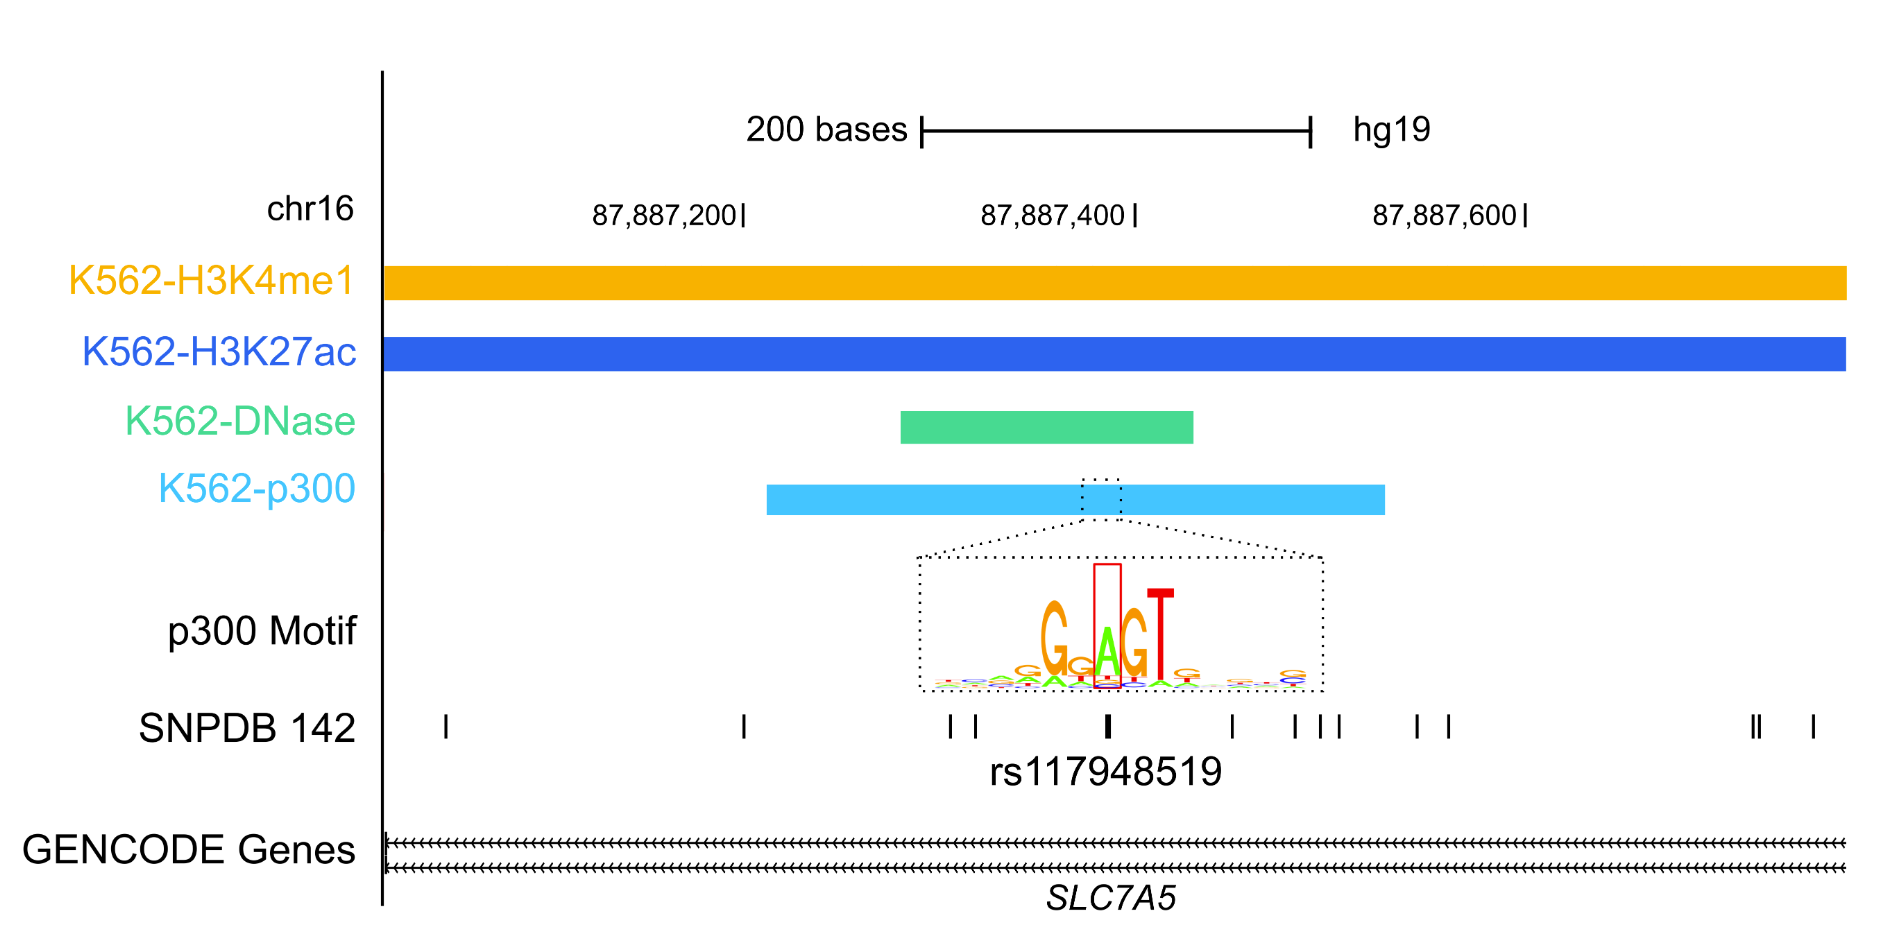 200 bases hg19
chr16 87,887,200 87,887,400 87,887,600
K562-H3K4me1
K562-H3K27ac
K562-DNase
K562-p300
p300 Motif GGGAGTG G
SNPDB 142
rs117948519
GENCODE Genes
SLC7A5